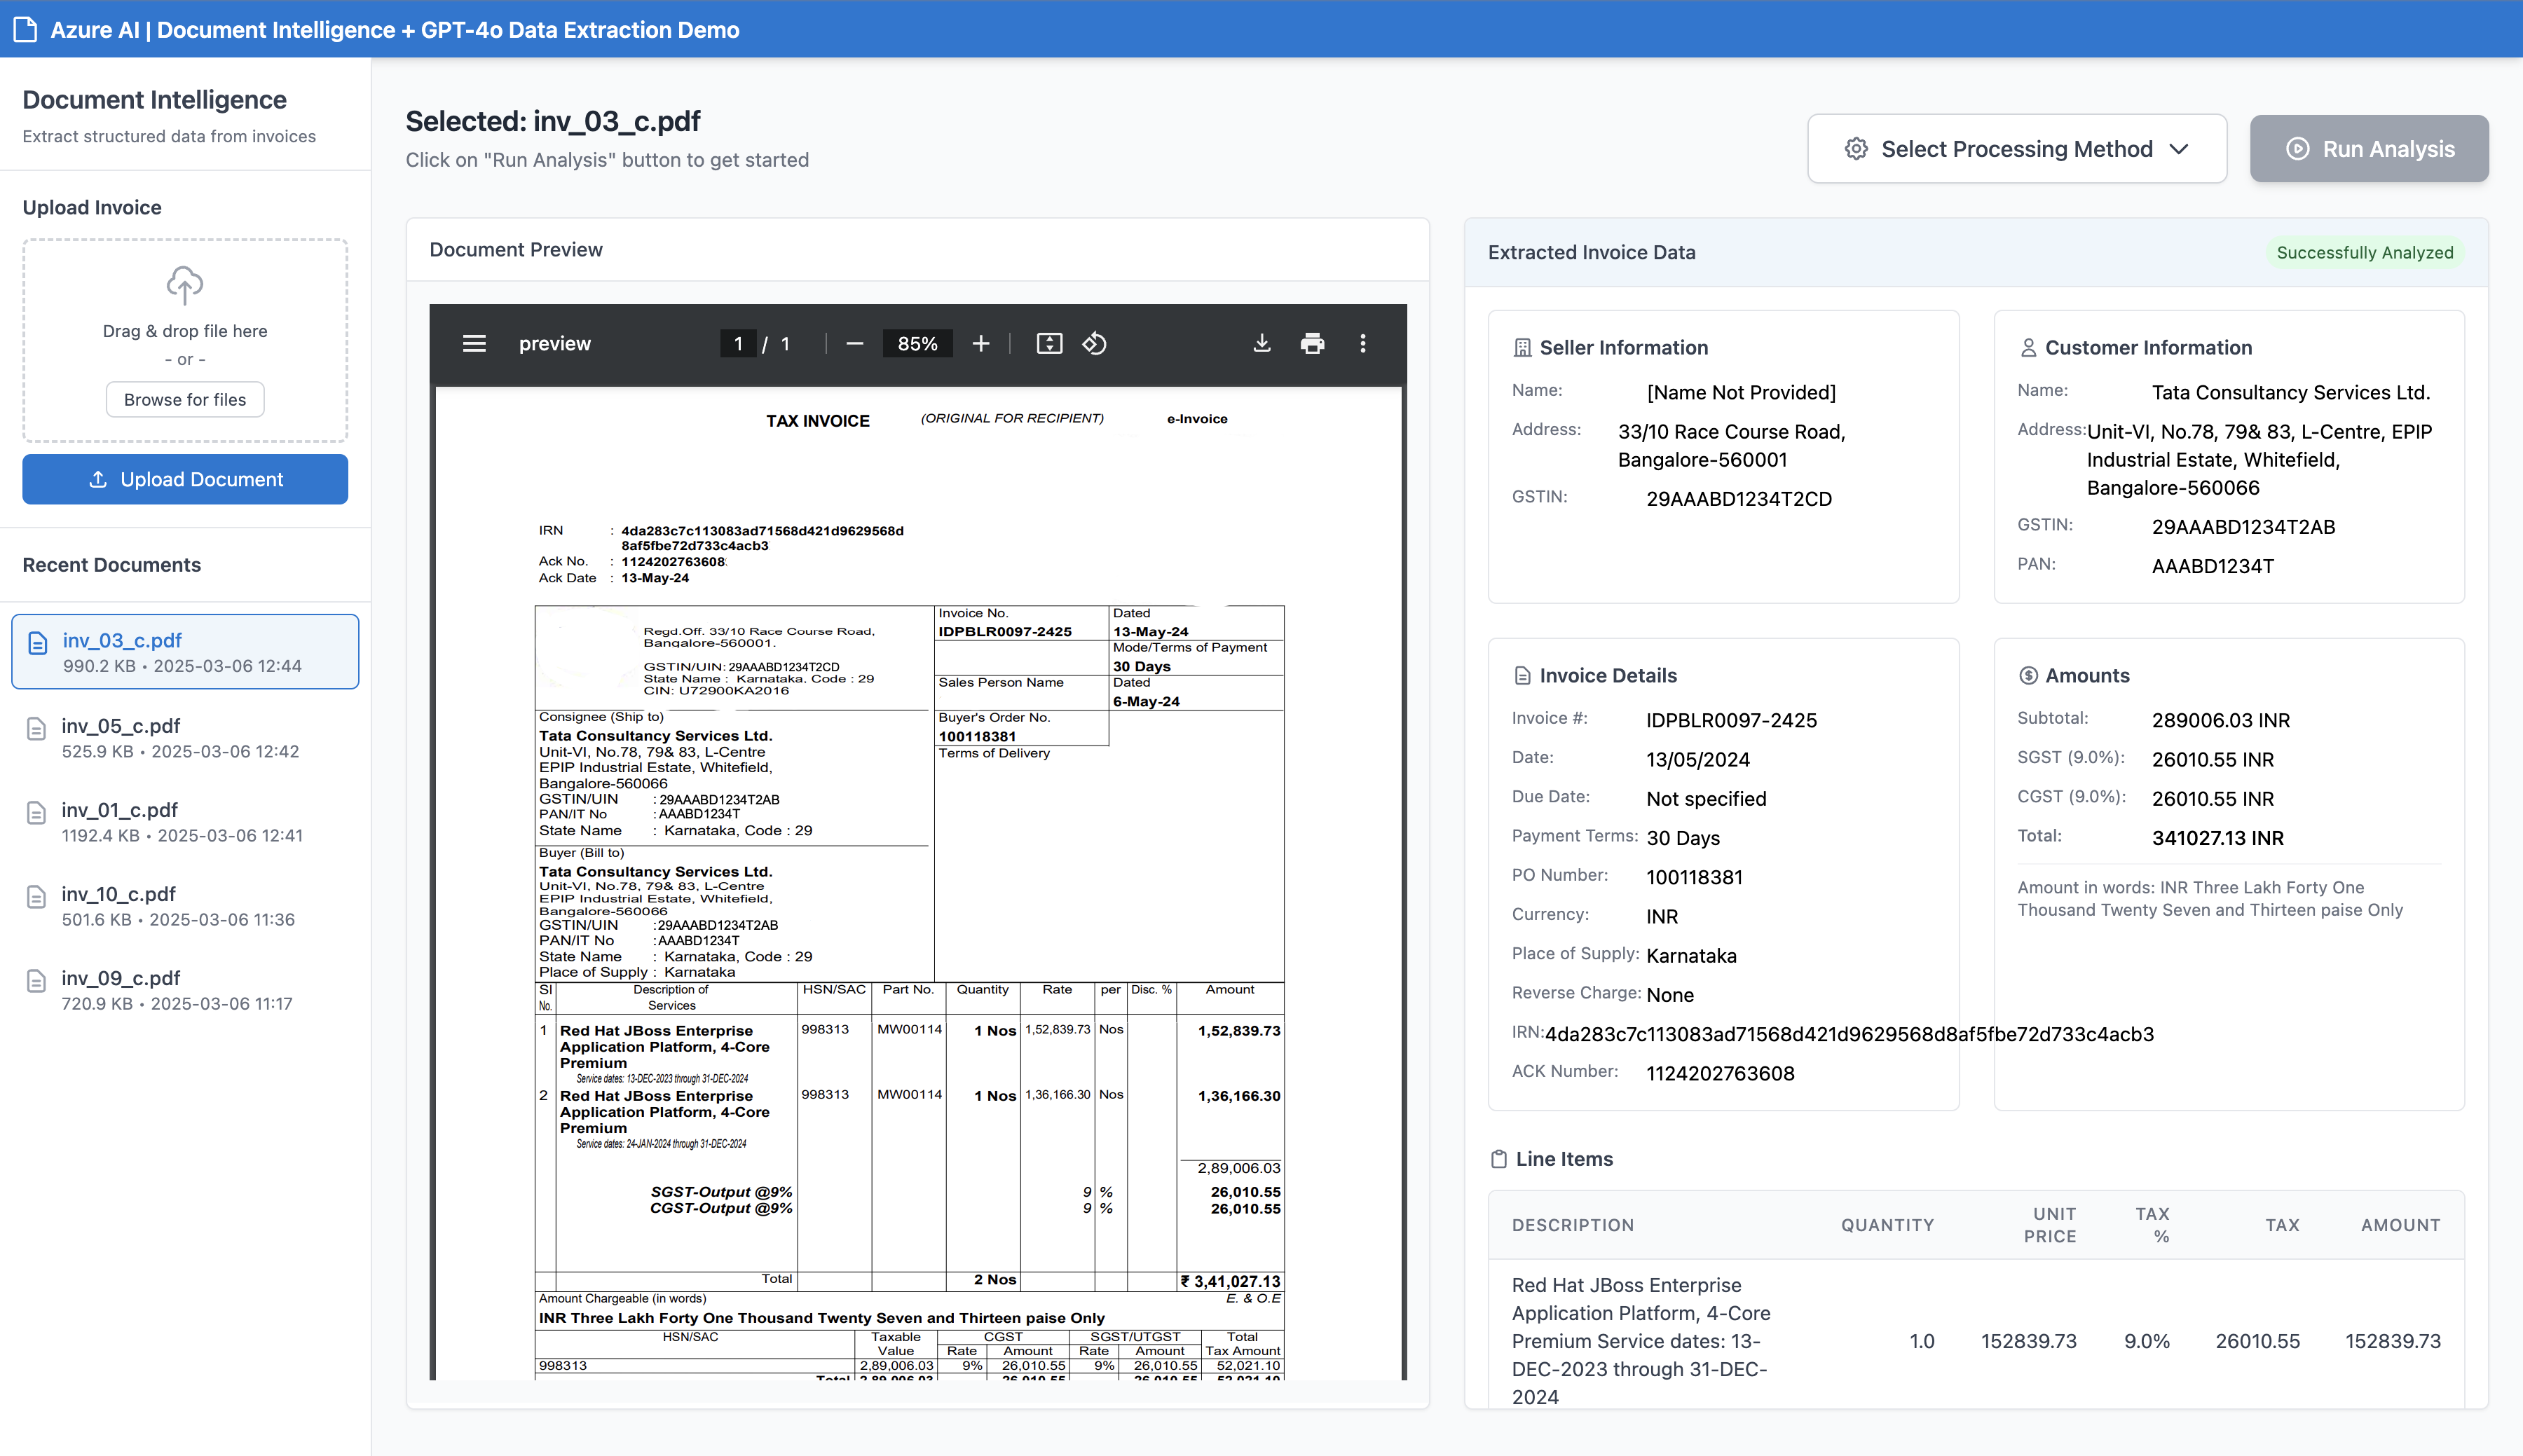 Azure AI | Document Intelligence + GPT-4o Data Extraction Demo
Document Intelligence
Extract structured data from invoices
Upload Invoice
Drag & drop file here
- or -
Browse for files
Upload Document
Recent Documents
inv_03_c.pdf
990.2 KB • 2025-03-06 12:44
inv_05_c.pdf
525.9 KB • 2025-03-06 12:42
inv_01_c.pdf
1192.4 KB • 2025-03-06 12:41
inv_10_c.pdf
501.6 KB • 2025-03-06 11:36
inv_09_c.pdf
720.9 KB • 2025-03-06 11:17
Selected: inv_03_c.pdf
Click on "Run Analysis" button to get started
Select Processing Method
Run Analysis
Document Preview
preview 1 / 1 85%
TAX INVOICE (ORIGINAL FOR RECIPIENT) e-Invoice
IRN : 4da283c7c113083ad71568d421d9629568d
8af5fbe72d733c4acb3
Ack No. : 1124202763608
Ack Date : 13-May-24
Regd.Off. 33/10 Race Course Road,
Bangalore-560001.
GSTIN/UIN: 29AAABD1234T2CD
State Name : Karnataka, Code : 29
CIN: U72900KA2016
Invoice No. Dated
IDPBLR0097-2425 13-May-24
Mode/Terms of Payment
30 Days
Sales Person Name Dated
6-May-24
Buyer's Order No.
100118381
Terms of Delivery
Consignee (Ship to)
Tata Consultancy Services Ltd.
Unit-VI, No.78, 79& 83, L-Centre
EPIP Industrial Estate, Whitefield,
Bangalore-560066
GSTIN/UIN : 29AAABD1234T2AB
PAN/IT No : AAABD1234T
State Name : Karnataka, Code : 29
Buyer (Bill to)
Tata Consultancy Services Ltd.
Unit-VI, No.78, 79& 83, L-Centre
EPIP Industrial Estate, Whitefield,
Bangalore-560066
GSTIN/UIN :29AAABD1234T2AB
PAN/IT No :AAABD1234T
State Name : Karnataka, Code : 29
Place of Supply : Karnataka
Sl No. Description of Services HSN/SAC Part No. Quantity Rate per Disc. % Amount
1 Red Hat JBoss Enterprise 998313 MW00114 1 Nos 1,52,839.73 Nos 1,52,839.73
Application Platform, 4-Core
Premium
Service dates: 13-DEC-2023 through 31-DEC-2024
2 Red Hat JBoss Enterprise 998313 MW00114 1 Nos 1,36,166.30 Nos 1,36,166.30
Application Platform, 4-Core
Premium
Service dates: 24-JAN-2024 through 31-DEC-2024
2,89,006.03
SGST-Output @9% 9 % 26,010.55
CGST-Output @9% 9 % 26,010.55
Total 2 Nos ₹ 3,41,027.13
Amount Chargeable (in words) E. & O.E
INR Three Lakh Forty One Thousand Twenty Seven and Thirteen paise Only
HSN/SAC Taxable CGST SGST/UTGST Total
Value Rate Amount Rate Amount Tax Amount
998313 2,89,006.03 9% 26,010.55 9% 26,010.55 52,021.10
Total 2,89,006.03 26,010.55 26,010.55 52,021.10
Extracted Invoice Data
Successfully Analyzed
Seller Information
Name: [Name Not Provided]
Address: 33/10 Race Course Road,
Bangalore-560001
GSTIN: 29AAABD1234T2CD
Customer Information
Name: Tata Consultancy Services Ltd.
Address:Unit-VI, No.78, 79& 83, L-Centre, EPIP
Industrial Estate, Whitefield,
Bangalore-560066
GSTIN: 29AAABD1234T2AB
PAN: AAABD1234T
Invoice Details
Invoice #: IDPBLR0097-2425
Date: 13/05/2024
Due Date: Not specified
Payment Terms: 30 Days
PO Number: 100118381
Currency: INR
Place of Supply: Karnataka
Reverse Charge: None
IRN:4da283c7c113083ad71568d421d9629568d8af5fbe72d733c4acb3
ACK Number: 1124202763608
Amounts
Subtotal: 289006.03 INR
SGST (9.0%): 26010.55 INR
CGST (9.0%): 26010.55 INR
Total: 341027.13 INR
Amount in words: INR Three Lakh Forty One
Thousand Twenty Seven and Thirteen paise Only
Line Items
DESCRIPTION QUANTITY UNIT PRICE TAX % TAX AMOUNT
Red Hat JBoss Enterprise
Application Platform, 4-Core
Premium Service dates: 13- 1.0 152839.73 9.0% 26010.55 152839.73
DEC-2023 through 31-DEC-
2024